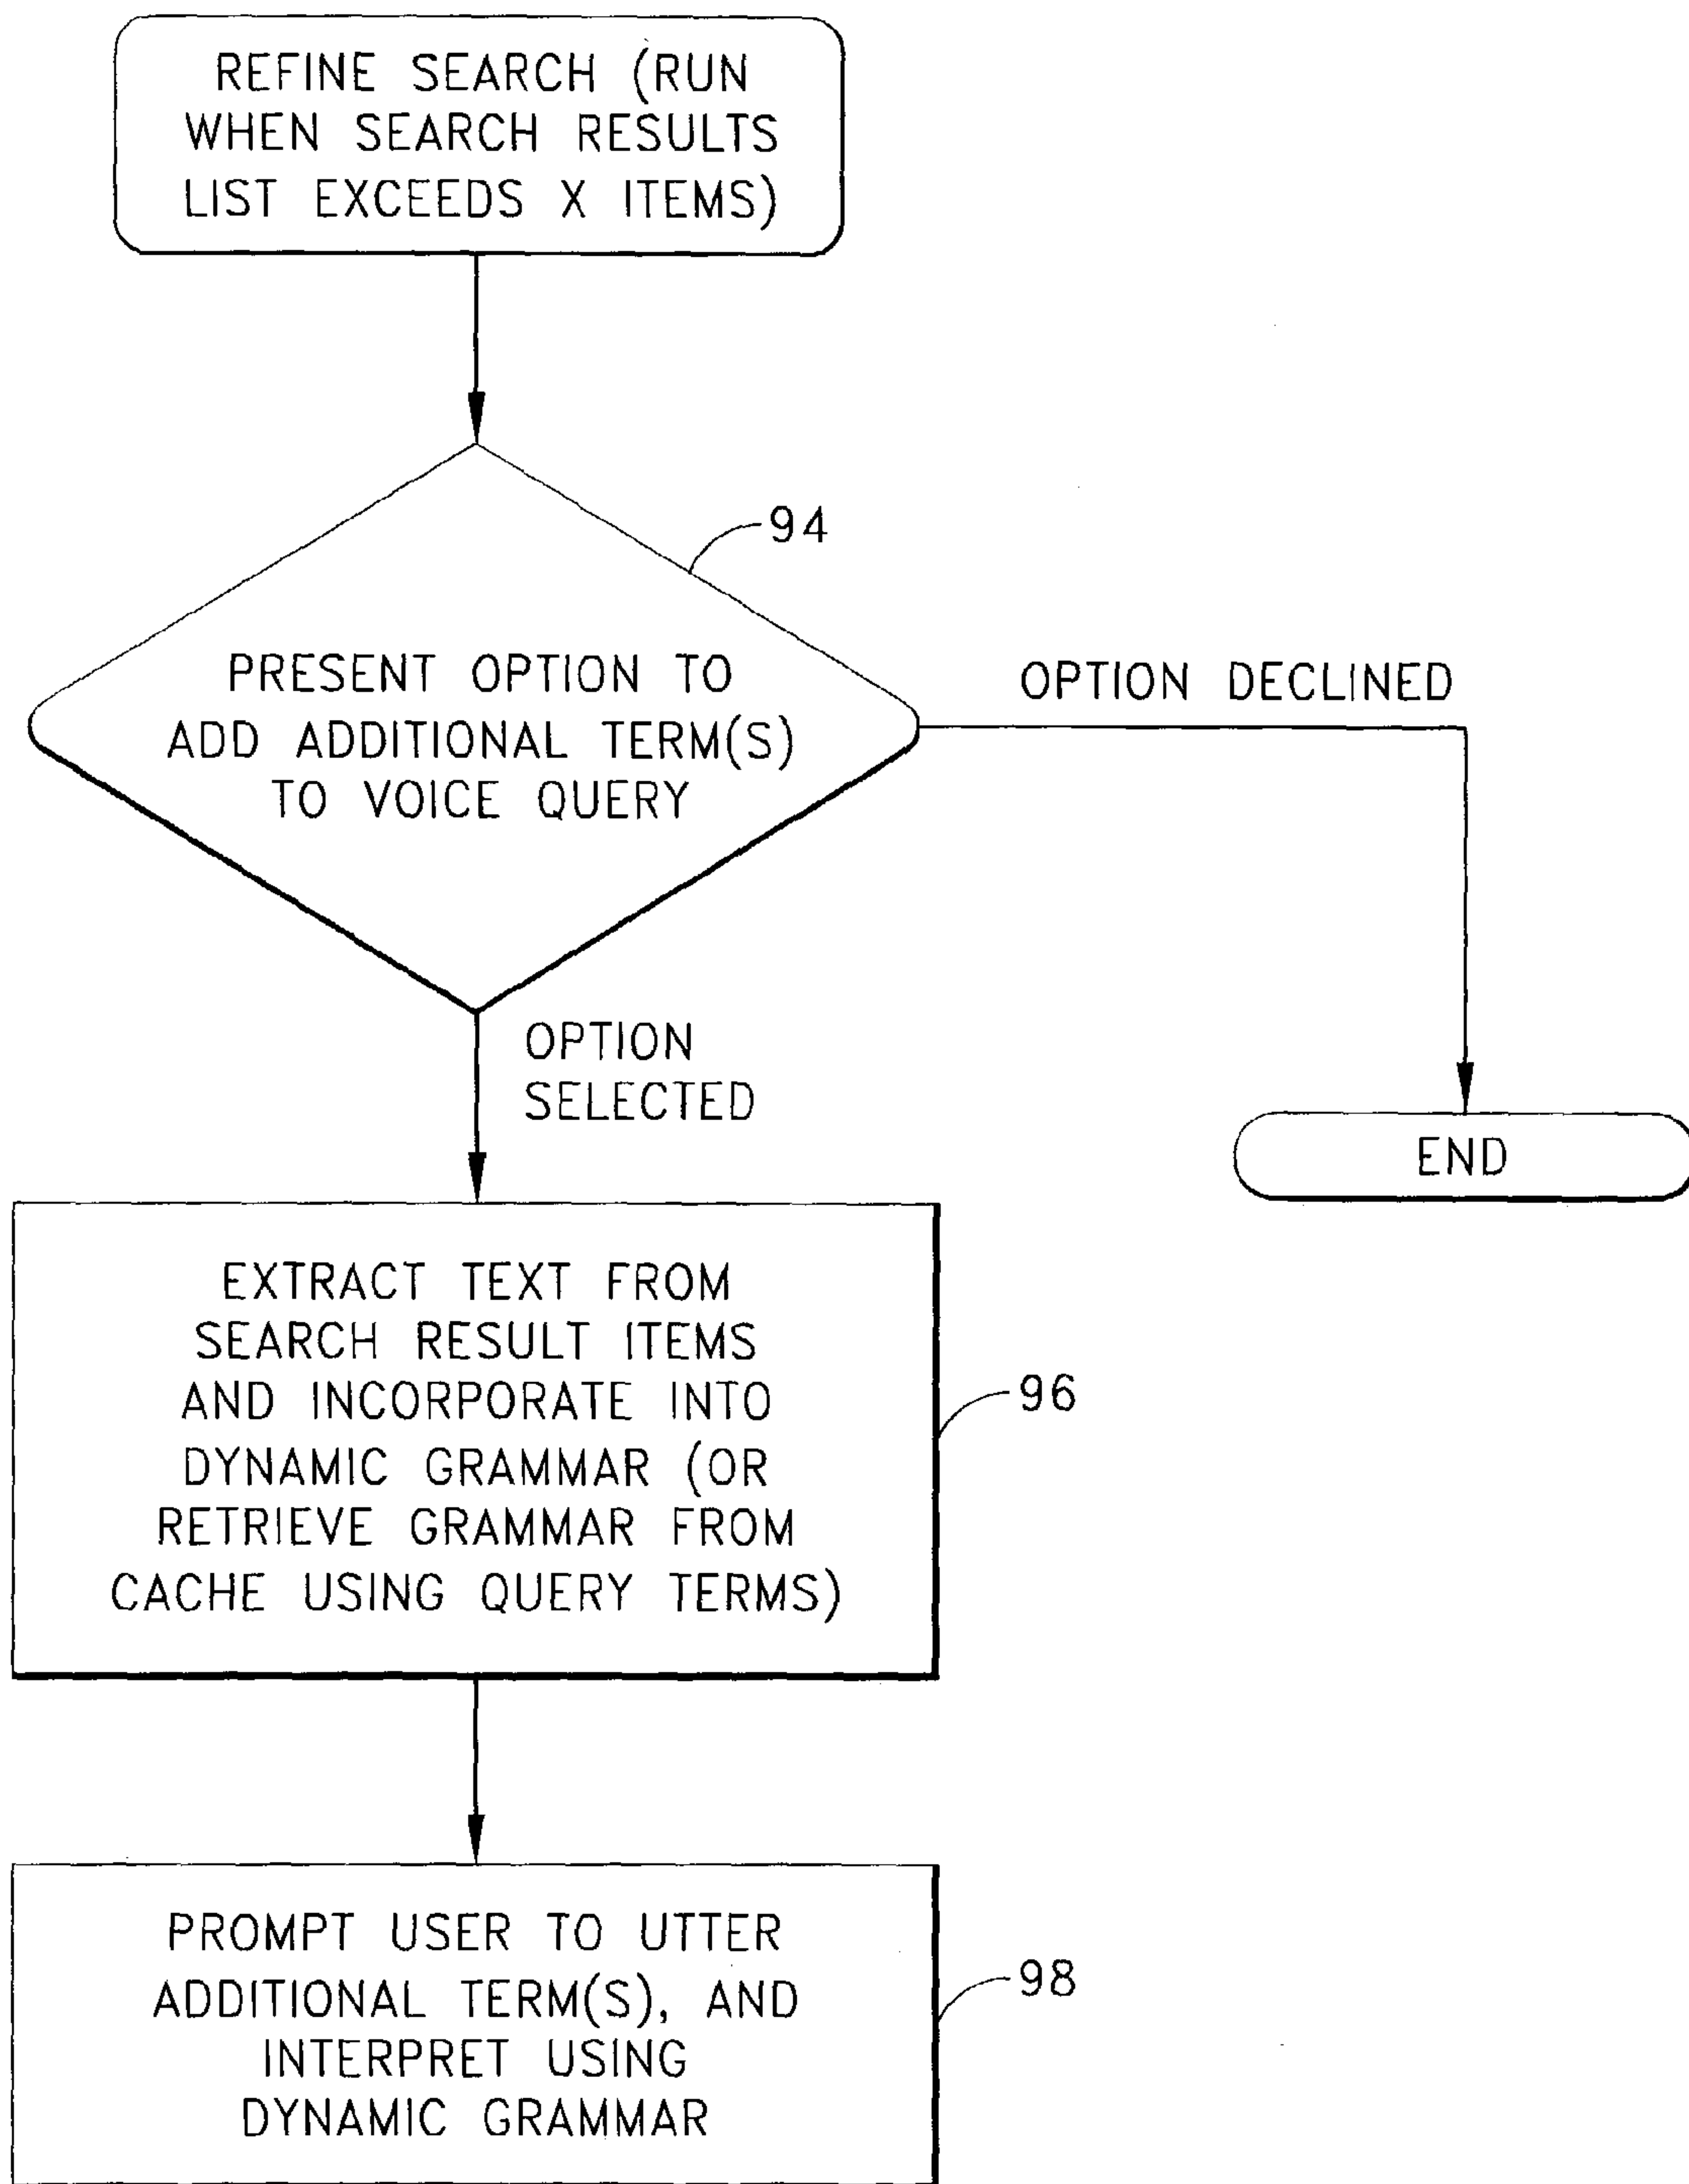 REFINE SEARCH (RUN
WHEN SEARCH RESULTS
LIST EXCEEDS X ITEMS)
94
PRESENT OPTION TO
ADD ADDITIONAL TERM(S)
TO VOICE QUERY
OPTION DECLINED
OPTION
SELECTED
END
EXTRACT TEXT FROM
SEARCH RESULT ITEMS
AND INCORPORATE INTO
DYNAMIC GRAMMAR (OR
RETRIEVE GRAMMAR FROM
CACHE USING QUERY TERMS)
96
PROMPT USER TO UTTER
ADDITIONAL TERM(S), AND
INTERPRET USING
DYNAMIC GRAMMAR
98